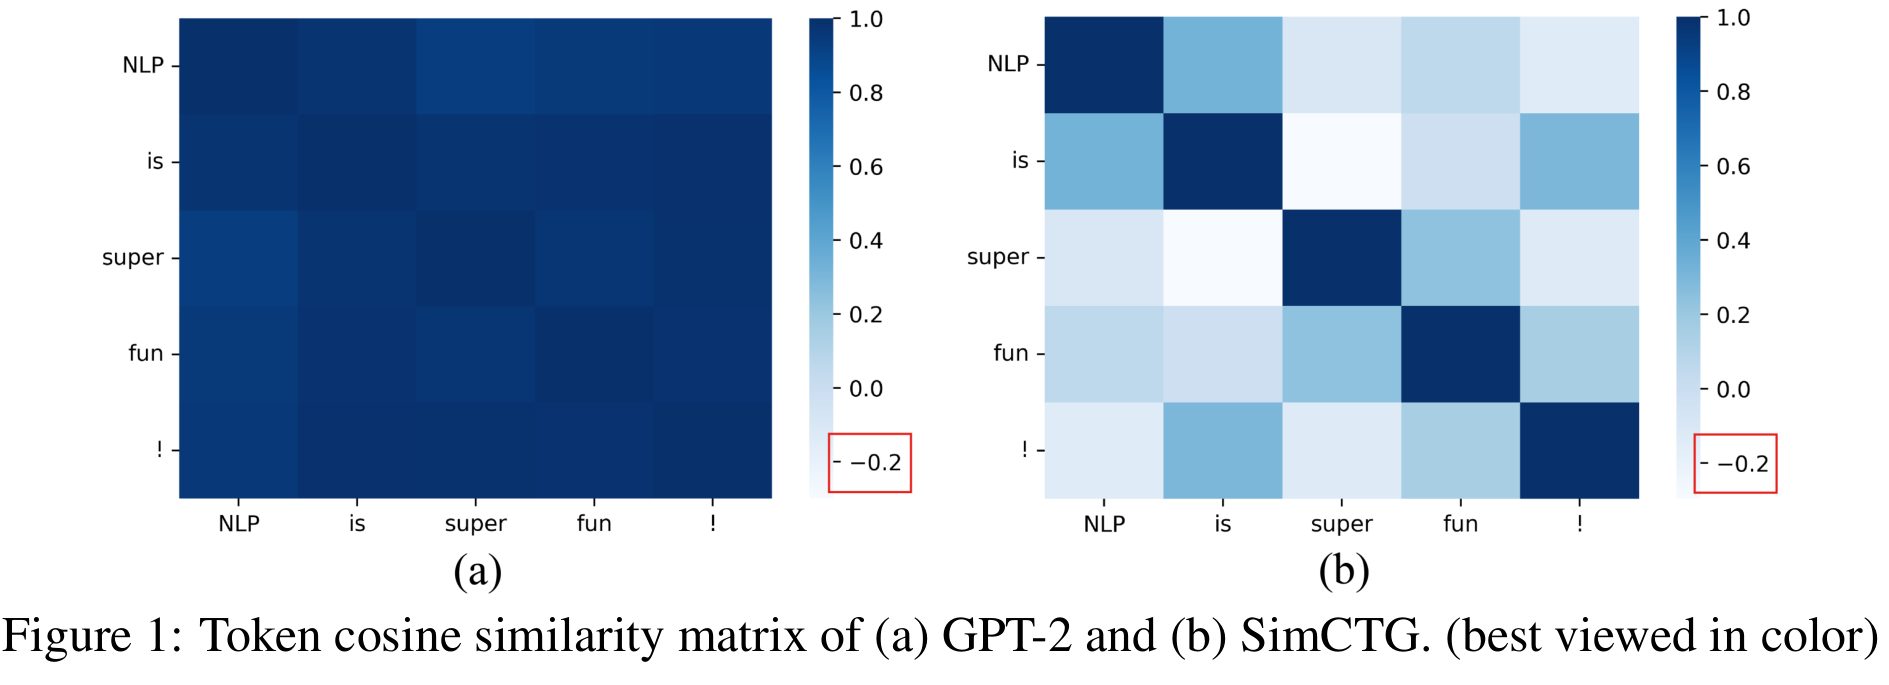 NLP
is
super
fun
!
NLP is super fun !
1.0
0.8
0.6
0.4
0.2
0.0
−0.2
(a)
NLP
is
super
fun
!
NLP is super fun !
1.0
0.8
0.6
0.4
0.2
0.0
−0.2
(b)
Figure 1: Token cosine similarity matrix of (a) GPT-2 and (b) SimCTG. (best viewed in color)